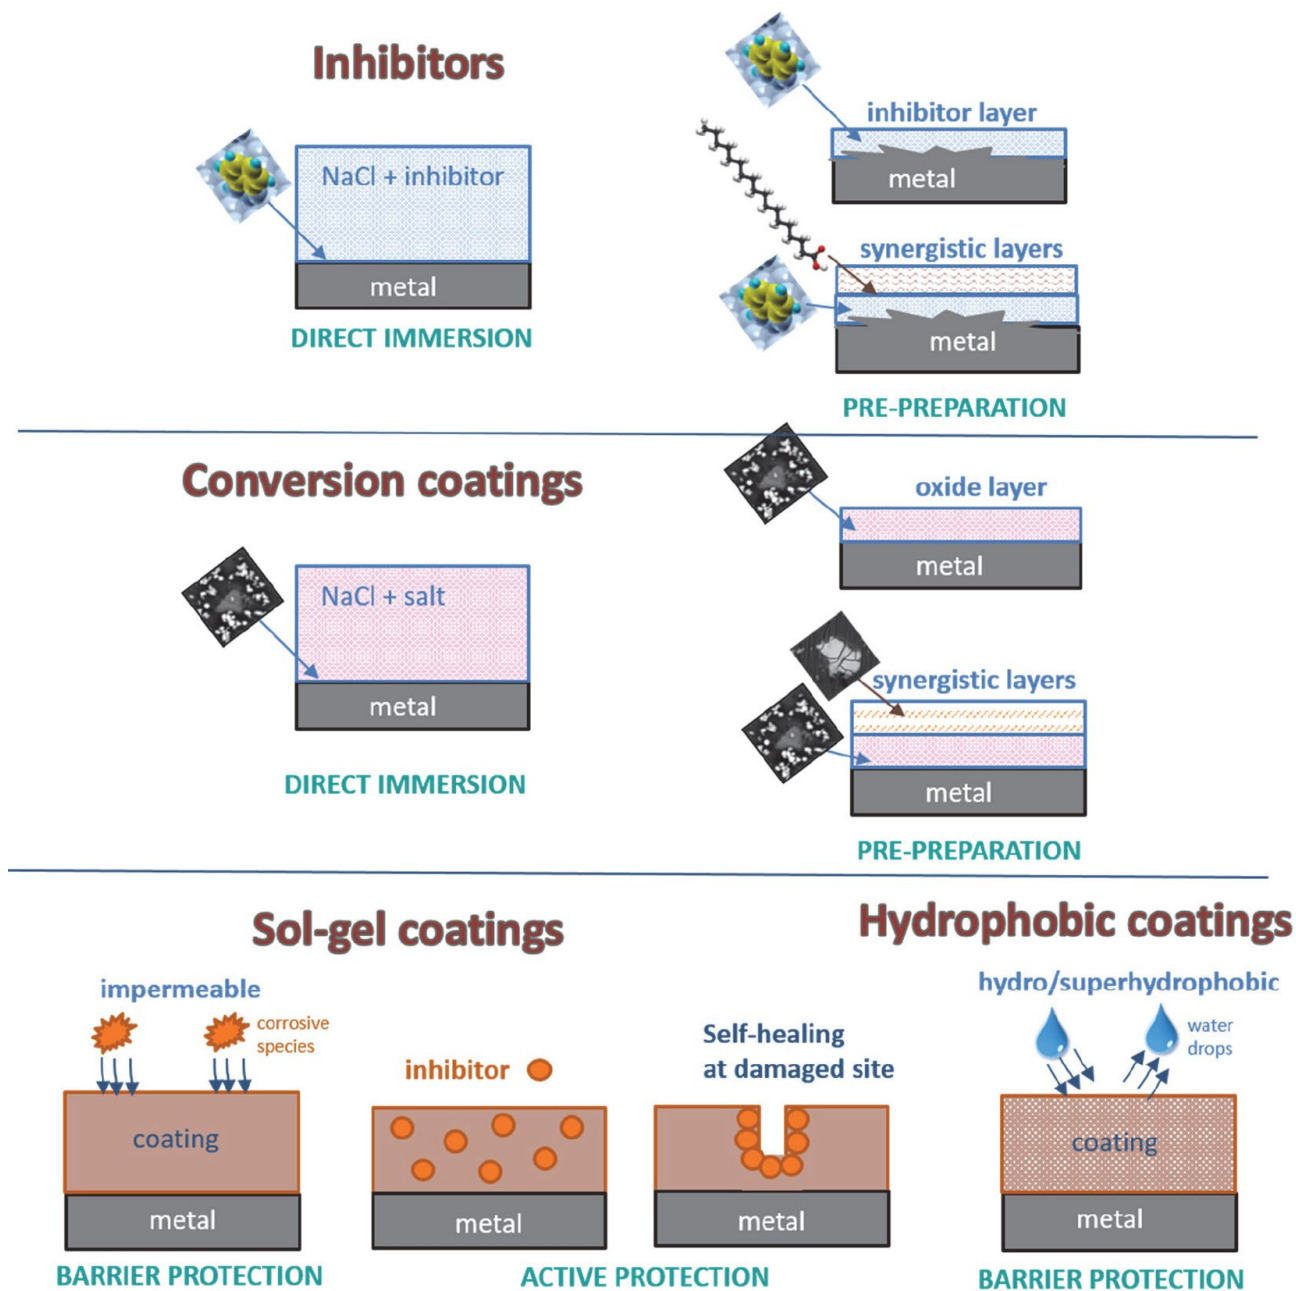 Inhibitors
NaCl + inhibitor
metal
DIRECT IMMERSION
inhibitor layer
metal
synergistic layers
metal
PRE-PREPARATION
Conversion coatings
NaCl + salt
metal
DIRECT IMMERSION
oxide layer
metal
synergistic layers
metal
PRE-PREPARATION
Sol-gel coatings
impermeable
corrosive
species
coating
metal
BARRIER PROTECTION
inhibitor
metal
Self-healing
at damaged site
metal
ACTIVE PROTECTION
Hydrophobic coatings
hydro/superhydrophobic
water
drops
coating
metal
BARRIER PROTECTION